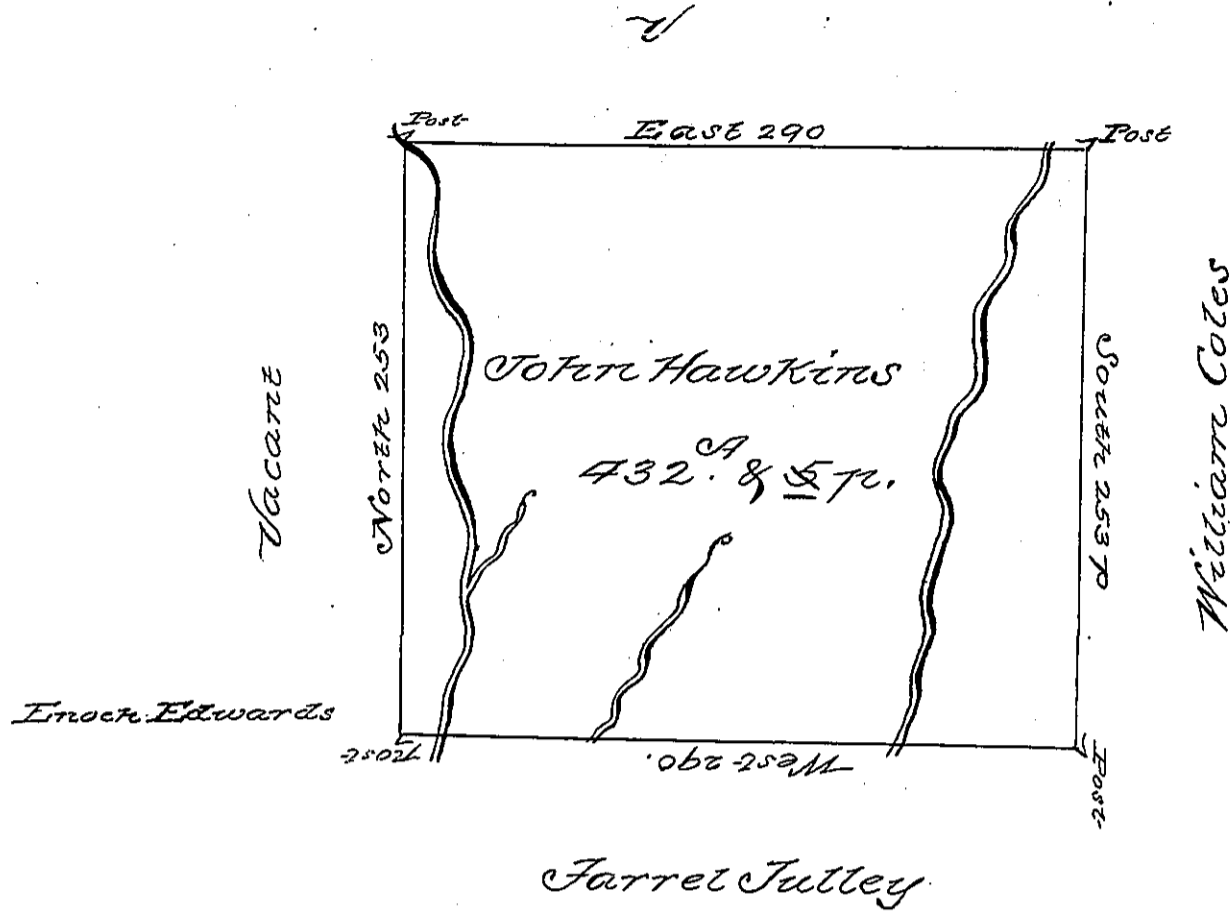 Post
East 290
Post
John Hawkins
432.A & 5 p.
North 253
South 253 p
Vacant
William Coles
Enoch Edwards
Post
West 290.
Post
Farrel Tulley